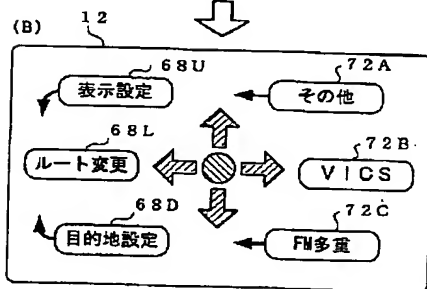 (B)
12
68U
72A
表示設定
その他
68L
72B
ルート変更
VICS
68D
72C
目的地設定
FM多重